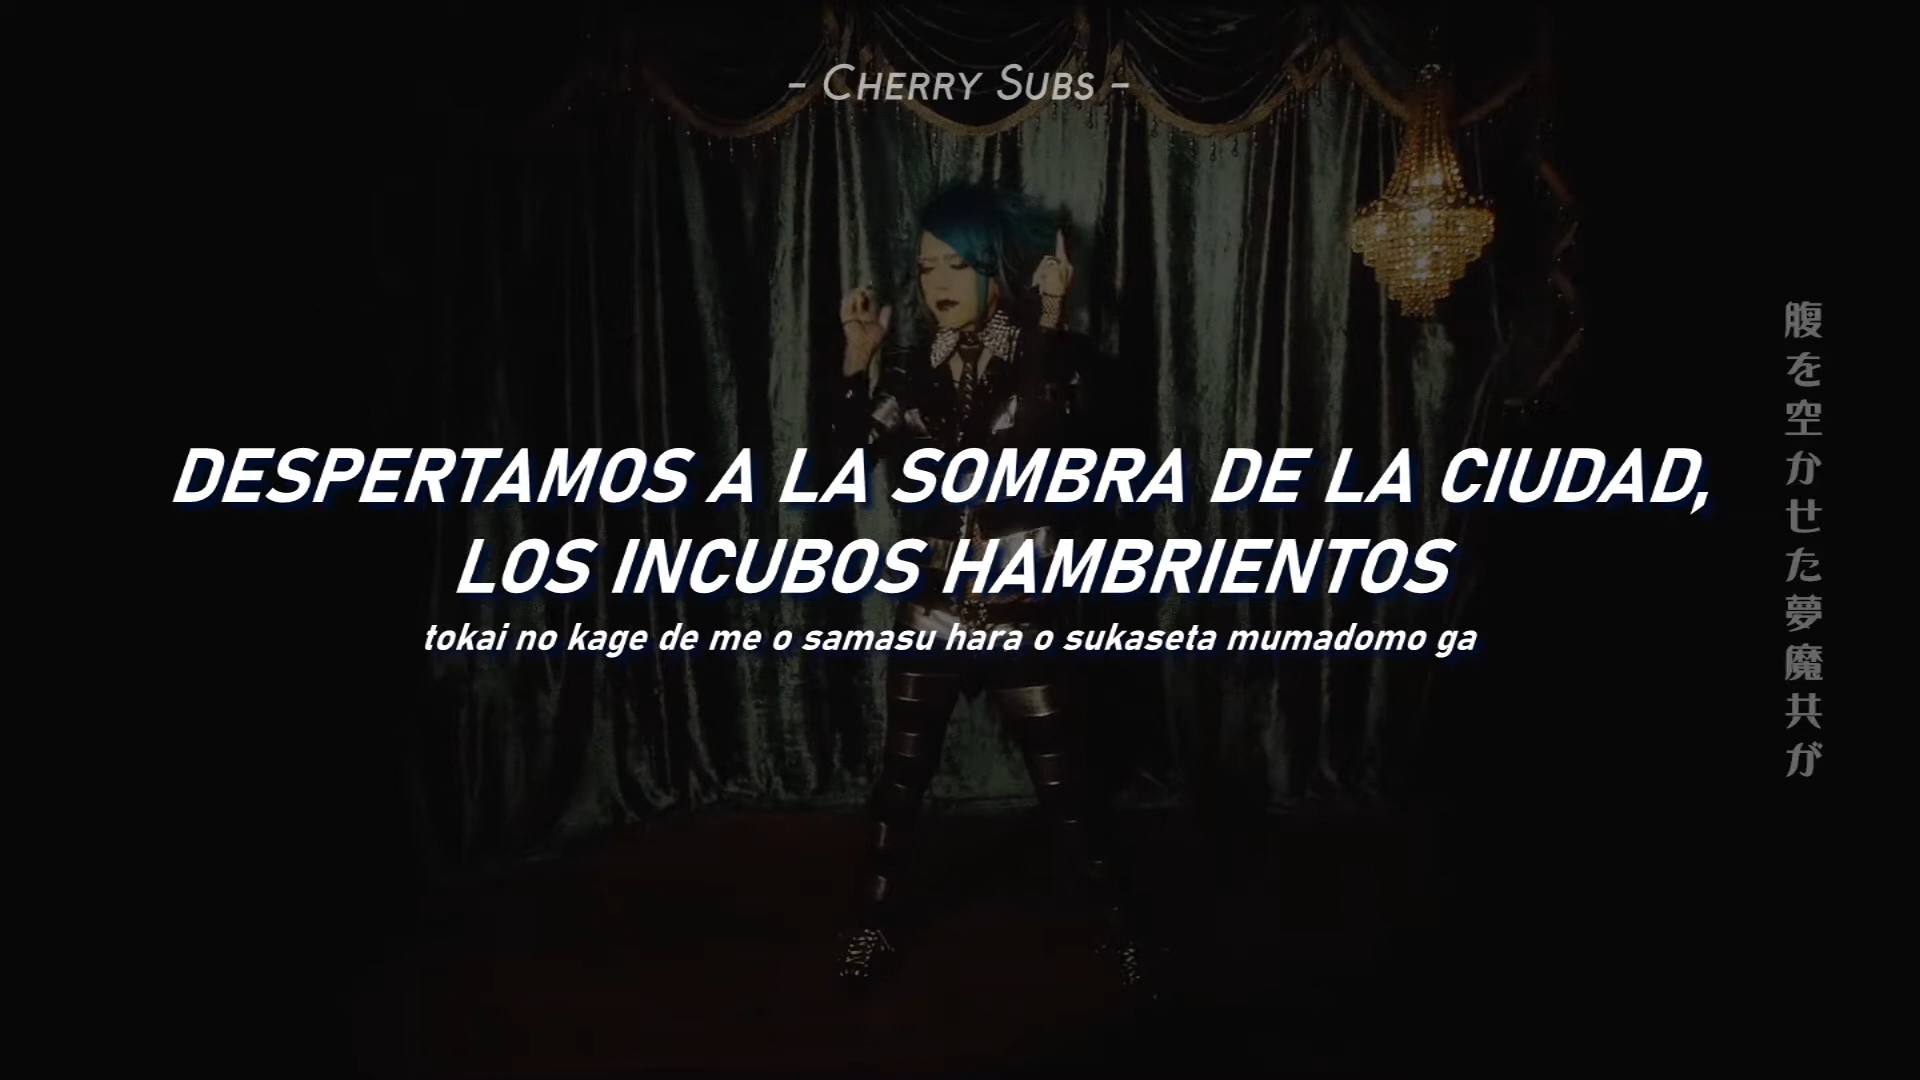 - Cherry Subs -
DESPERTAMOS A LA SOMBRA DE LA CIUDAD,
LOS INCUBOS HAMBRIENTOS
tokai no kage de me o samasu hara o sukaseta mumadomo ga
腹を空かせた夢魔共が